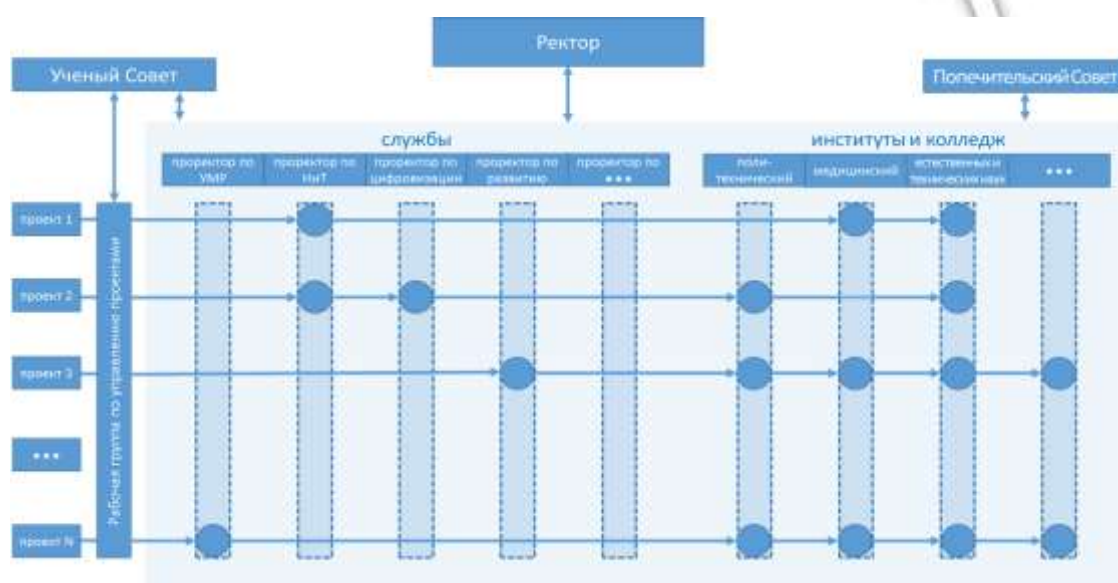 Ректор
Ученый Совет
Попечительский Совет
службы
институты и колледж
проректор по
УМР
проректор по
ИиТ
проректор по
цифровизации
проректор по
развитию
проректор по
•••
поли-
технический
медицинский
естественных и
технических наук
•••
проект 1
проект 2
проект 3
•••
проект N
Рабочая группа по управлению проектами